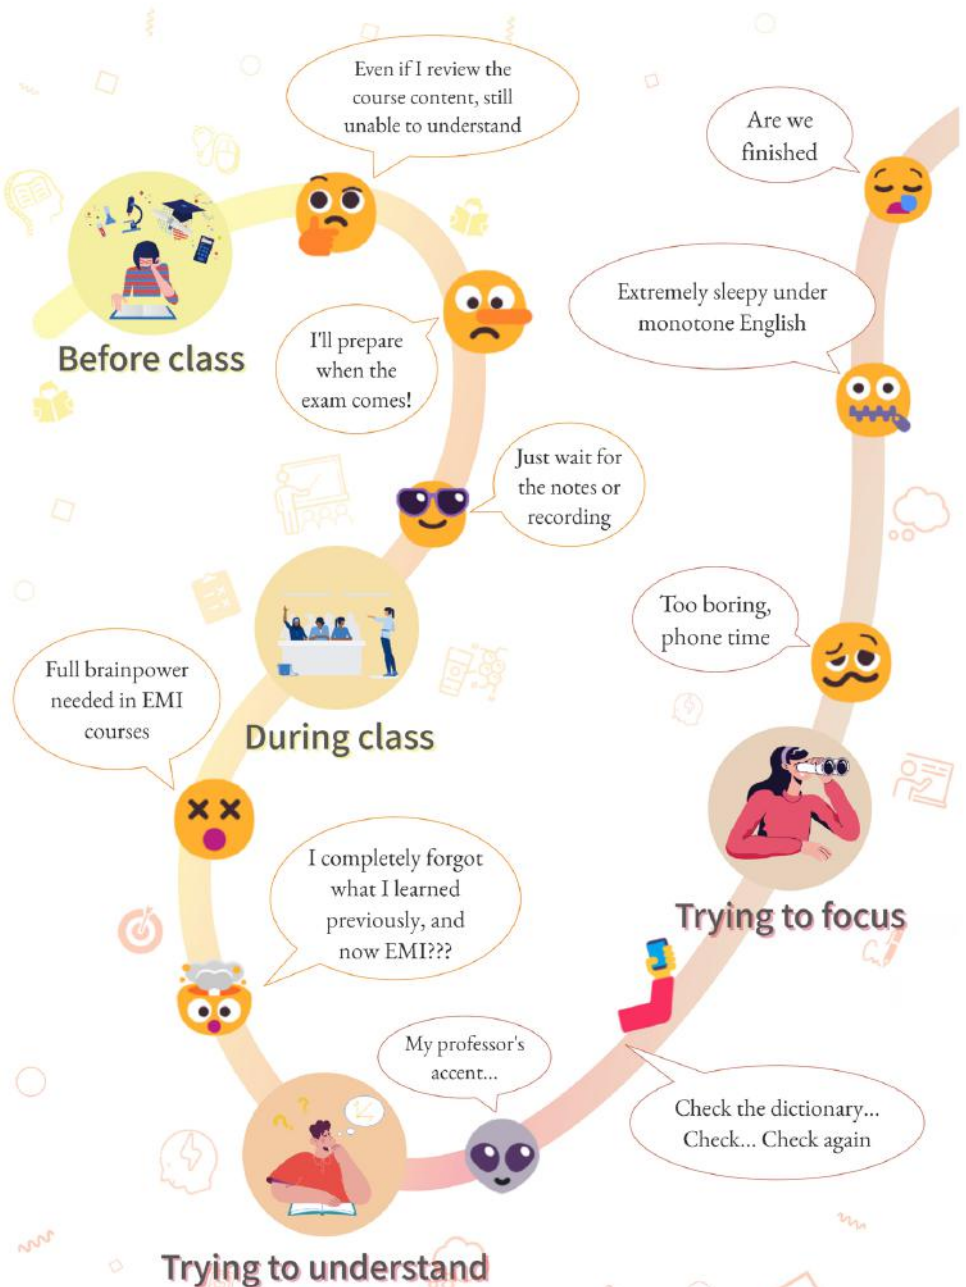 Before class
Even if I review the
course content, still
unable to understand
I'll prepare
when the
exam comes!
Just wait for
the notes or
recording
During class
Full brainpower
needed in EMI
courses
I completely forgot
what I learned
previously, and
now EMI???
Trying to understand
My professor's
accent...
Check the dictionary...
Check... Check again
Trying to focus
Too boring,
phone time
Extremely sleepy under
monotone English
Are we
finished